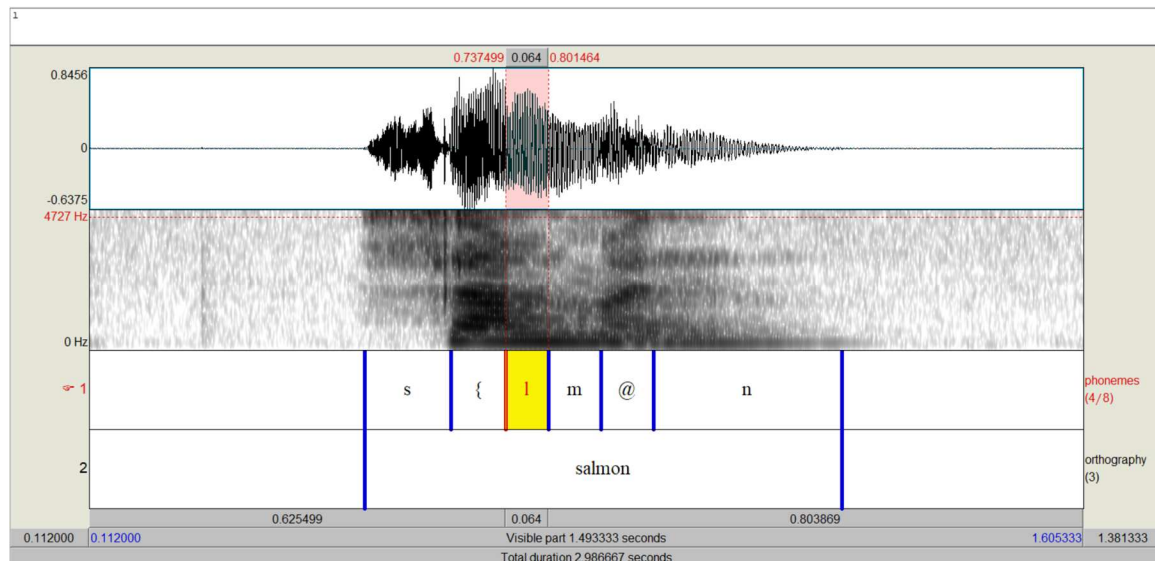 1
0.737499 0.064 0.801464
0.8456
0
-0.6375
4727 Hz
0 Hz
☞ 1 s { l m @ n phonemes
(4/8)
2 salmon orthography
(3)
0.625499 0.064 0.803869
0.112000 0.112000 Visible part 1.493333 seconds 1.605333 1.381333
Total duration 2.986667 seconds